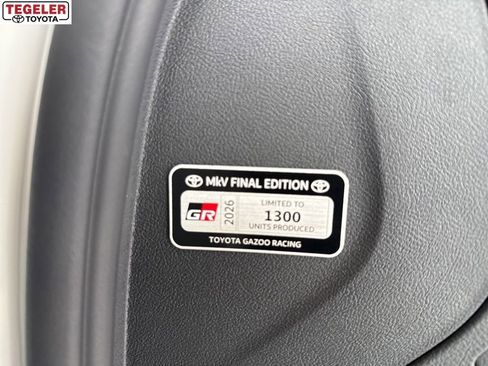 TEGELER
TOYOTA
MkV FINAL EDITION
GR
2026
LIMITED TO
1300
UNITS PRODUCED
TOYOTA GAZOO RACING